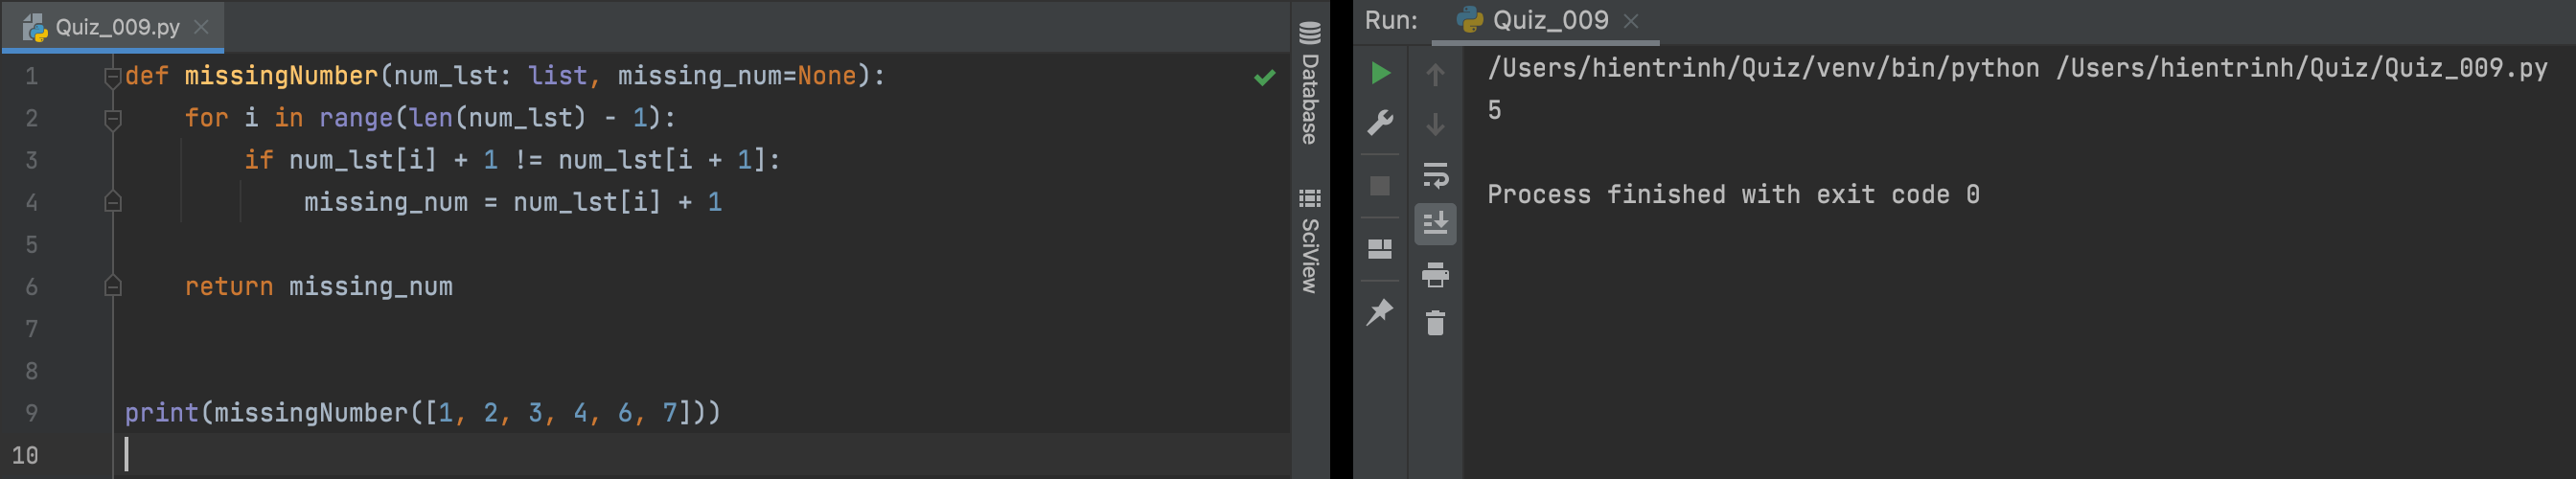 Quiz_009.py
1 def missingNumber(num_lst: list, missing_num=None):
2     for i in range(len(num_lst) - 1):
3         if num_lst[i] + 1 != num_lst[i + 1]:
4             missing_num = num_lst[i] + 1
5
6     return missing_num
7
8
9 print(missingNumber([1, 2, 3, 4, 6, 7]))
10
Database
SciView
Run: Quiz_009
/Users/hientrinh/Quiz/venv/bin/python /Users/hientrinh/Quiz/Quiz_009.py
5
Process finished with exit code 0